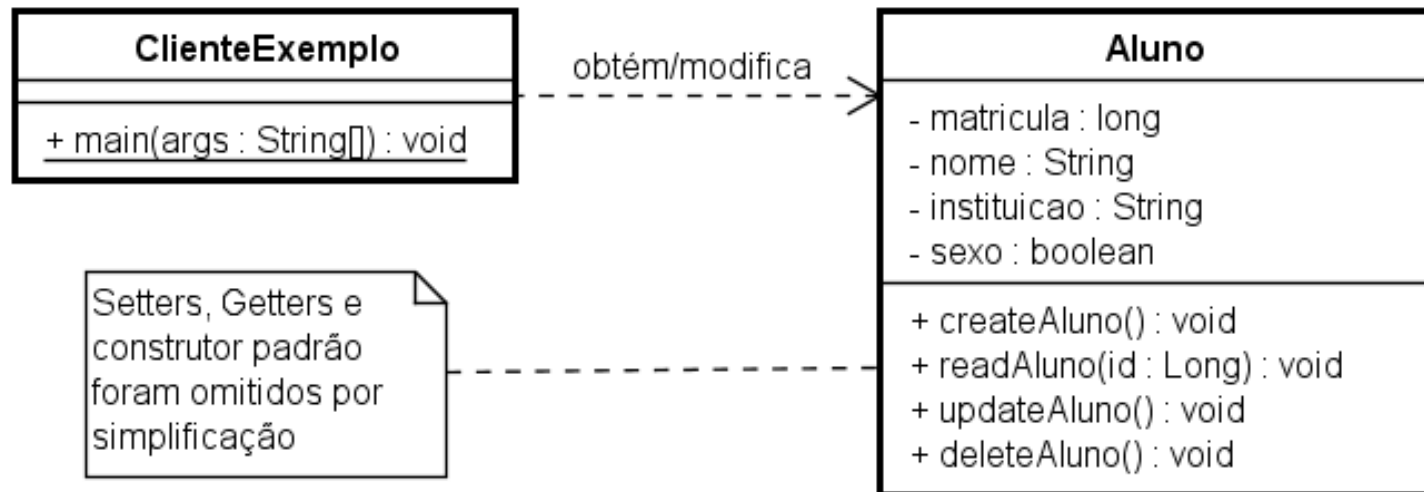 ClienteExemplo
+ main(args : String[]) : void
obtém/modifica
Aluno
- matricula : long
- nome : String
- instituicao : String
- sexo : boolean
+ createAluno() : void
+ readAluno(id : Long) : void
+ updateAluno() : void
+ deleteAluno() : void
Setters, Getters e
construtor padrão
foram omitidos por
simplificação